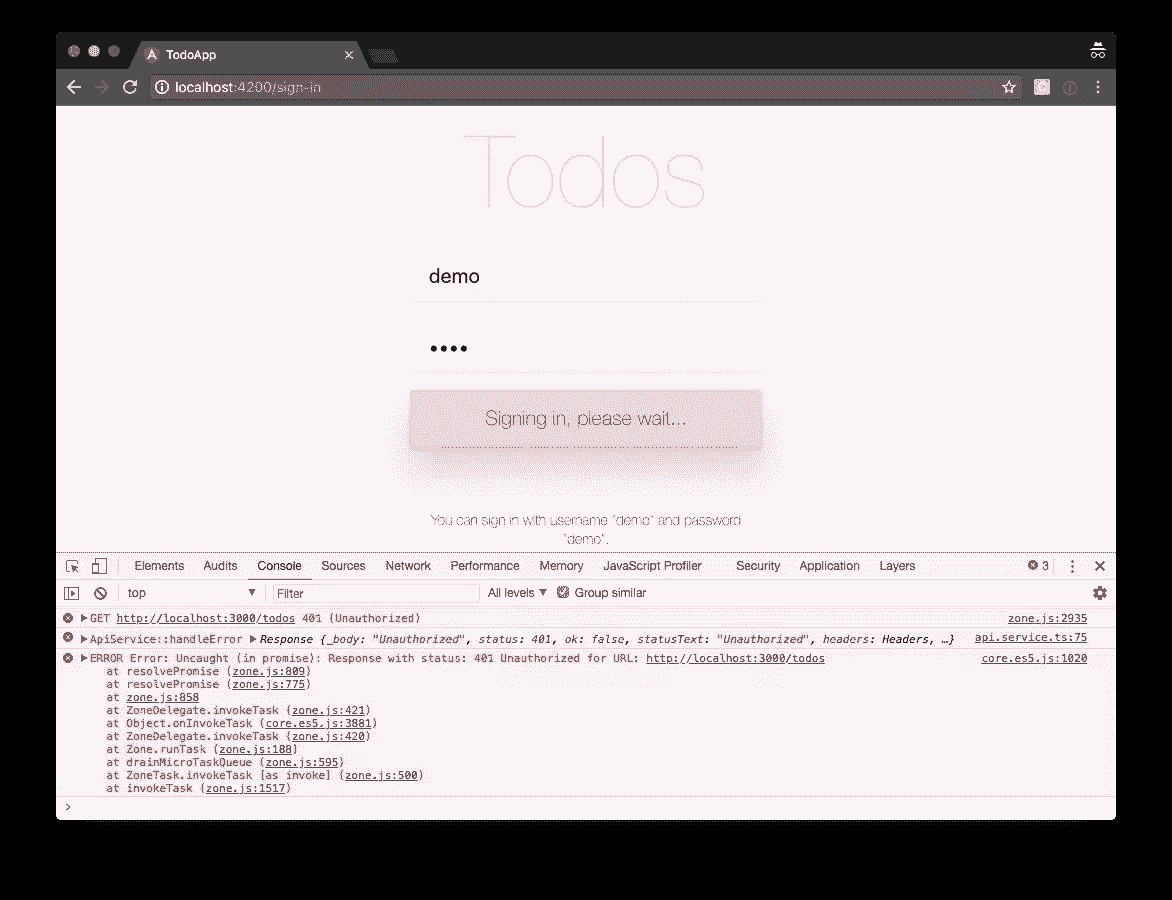 TodoApp
localhost:4200/sign-in
Todos
demo
••••
Signing in, please wait...
You can sign in with username "demo" and password
"demo".
Elements Audits Console Sources Network Performance Memory JavaScript Profiler Security Application Layers 3
top Filter All levels Group similar
GET http://localhost:3000/todos 401 (Unauthorized) zone.js:2935
ApiService::handleError Response {_body: "Unauthorized", status: 401, ok: false, statusText: "Unauthorized", headers: Headers, …} api.service.ts:75
ERROR Error: Uncaught (in promise): Response with status: 401 Unauthorized for URL: http://localhost:3000/todos core.es5.js:1020
at resolvePromise (zone.js:809)
at resolvePromise (zone.js:775)
at zone.js:858
at ZoneDelegate.invokeTask (zone.js:421)
at Object.onInvokeTask (core.es5.js:3881)
at ZoneDelegate.invokeTask (zone.js:420)
at Zone.runTask (zone.js:188)
at drainMicroTaskQueue (zone.js:595)
at ZoneTask.invokeTask [as invoke] (zone.js:500)
at invokeTask (zone.js:1517)
>